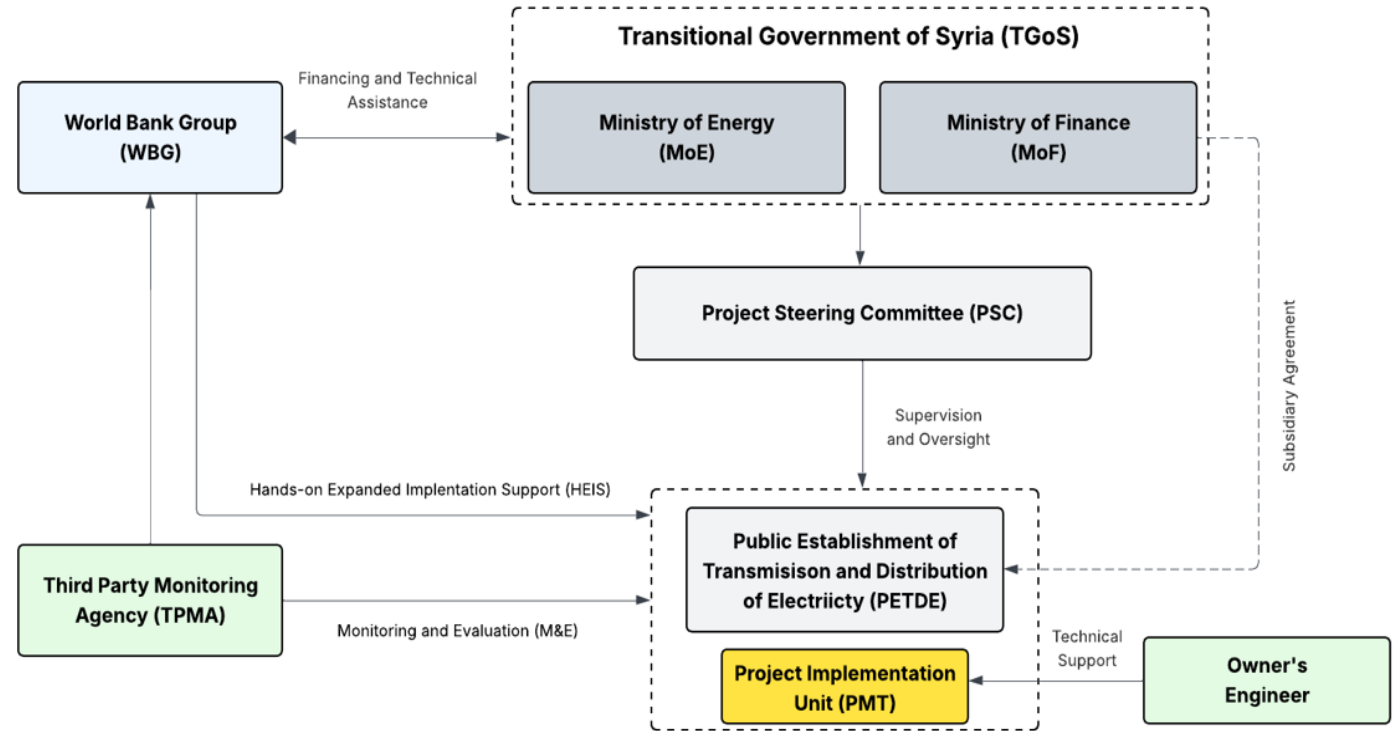 Transitional Government of Syria (TGoS)
Financing and Technical
Assistance
World Bank Group
(WBG)
Ministry of Energy
(MoE)
Ministry of Finance
(MoF)
Project Steering Committee (PSC)
Subsidiary Agreement
Supervision
and Oversight
Hands-on Expanded Implentation Support (HEIS)
Public Establishment of
Transmisison and Distribution
of Electriicty (PETDE)
Third Party Monitoring
Agency (TPMA)
Monitoring and Evaluation (M&E)
Technical
Support
Project Implementation
Unit (PMT)
Owner's
Engineer